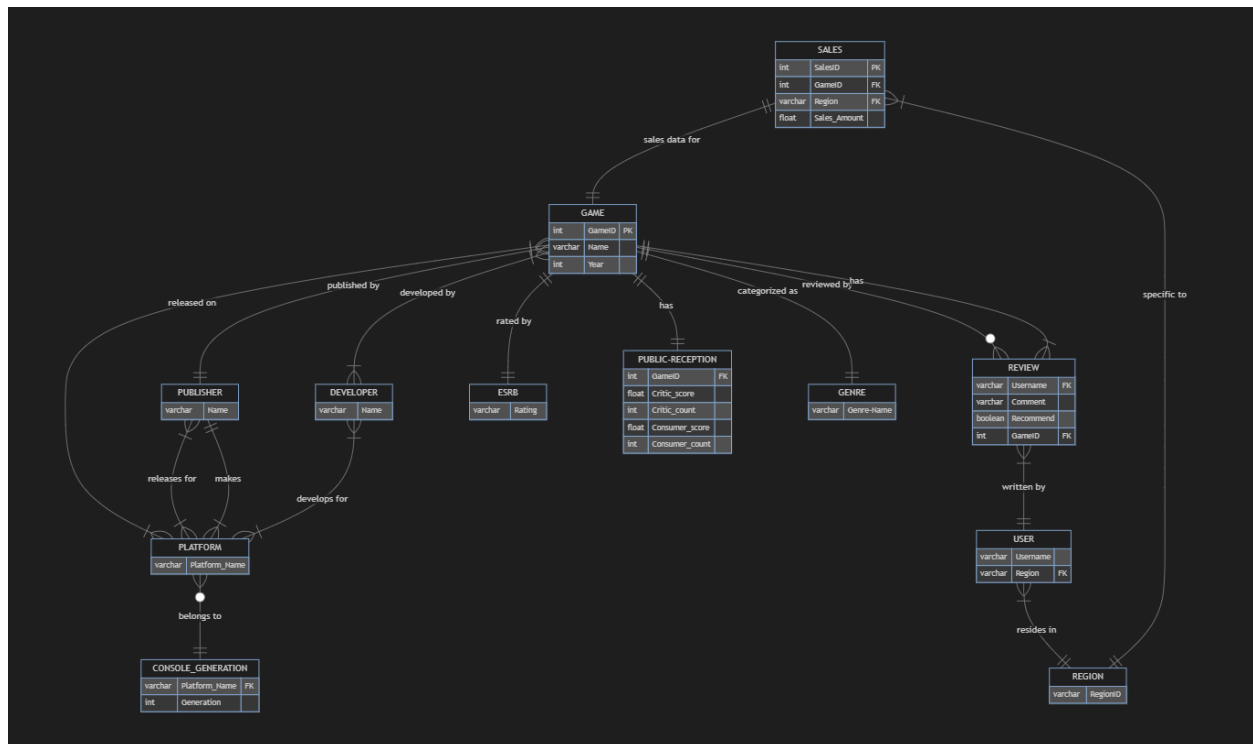 SALES
int SalesID PK
int GameID FK
varchar Region FK
float Sales_Amount
sales data for
GAME
int GameID PK
varchar Name
int Year
released on
published by
developed by
rated by
has
categorized as
reviewed by
has
specific to
PUBLISHER
varchar Name
DEVELOPER
varchar Name
ESRB
varchar Rating
PUBLIC-RECEPTION
int GameID FK
float Critic_score
int Critic_count
float Consumer_score
int Consumer_count
GENRE
varchar Genre-Name
REVIEW
varchar Username FK
varchar Comment
boolean Recommend
int GameID FK
releases for
makes
develops for
written by
PLATFORM
varchar Platform_Name
USER
varchar Username
varchar Region FK
belongs to
resides in
CONSOLE_GENERATION
varchar Platform_Name FK
int Generation
REGION
varchar RegionID